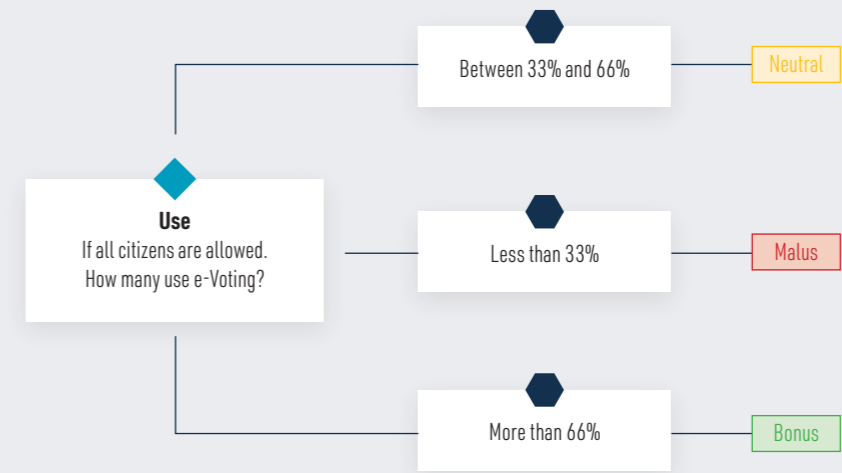 Between 33% and 66%
Neutral
Use
If all citizens are allowed.
How many use e-Voting?
Less than 33%
Malus
More than 66%
Bonus